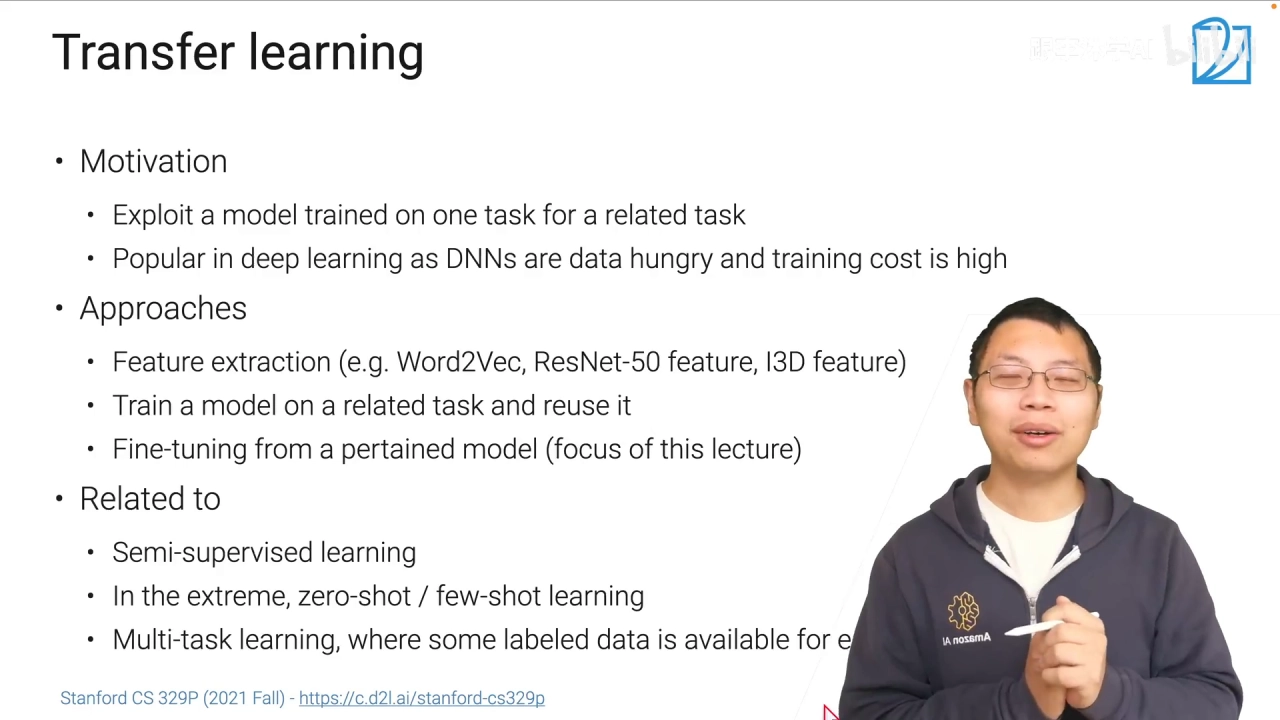 Transfer learning
bilibili
• Motivation
• Exploit a model trained on one task for a related task
• Popular in deep learning as DNNs are data hungry and training cost is high
• Approaches
• Feature extraction (e.g. Word2Vec, ResNet-50 feature, I3D feature)
• Train a model on a related task and reuse it
• Fine-tuning from a pertained model (focus of this lecture)
• Related to
• Semi-supervised learning
• In the extreme, zero-shot / few-shot learning
• Multi-task learning, where some labeled data is available for e
Amazon AI
Stanford CS 329P (2021 Fall) - https://c.d2l.ai/stanford-cs329p